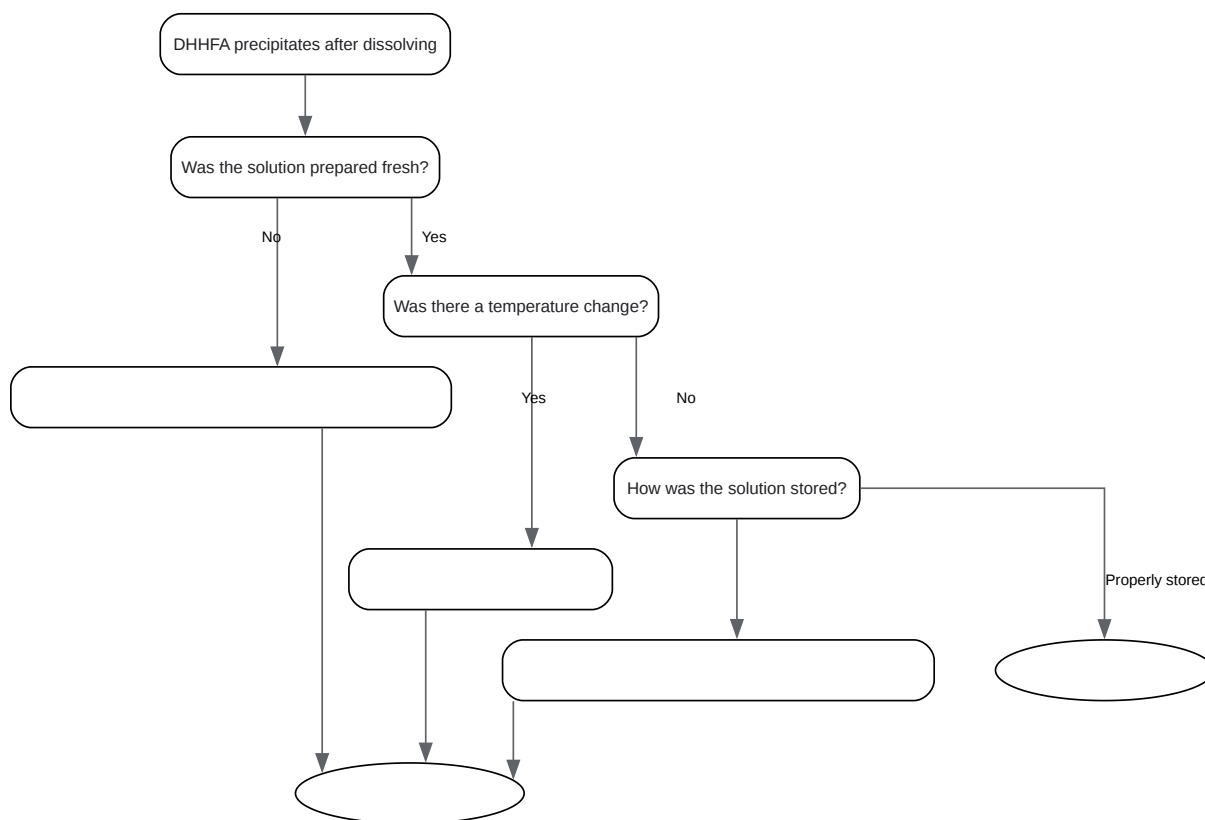 DHHFA precipitates after dissolving
Was the solution prepared fresh?
No
Yes
Was there a temperature change?
Yes
No
How was the solution stored?
Properly stored